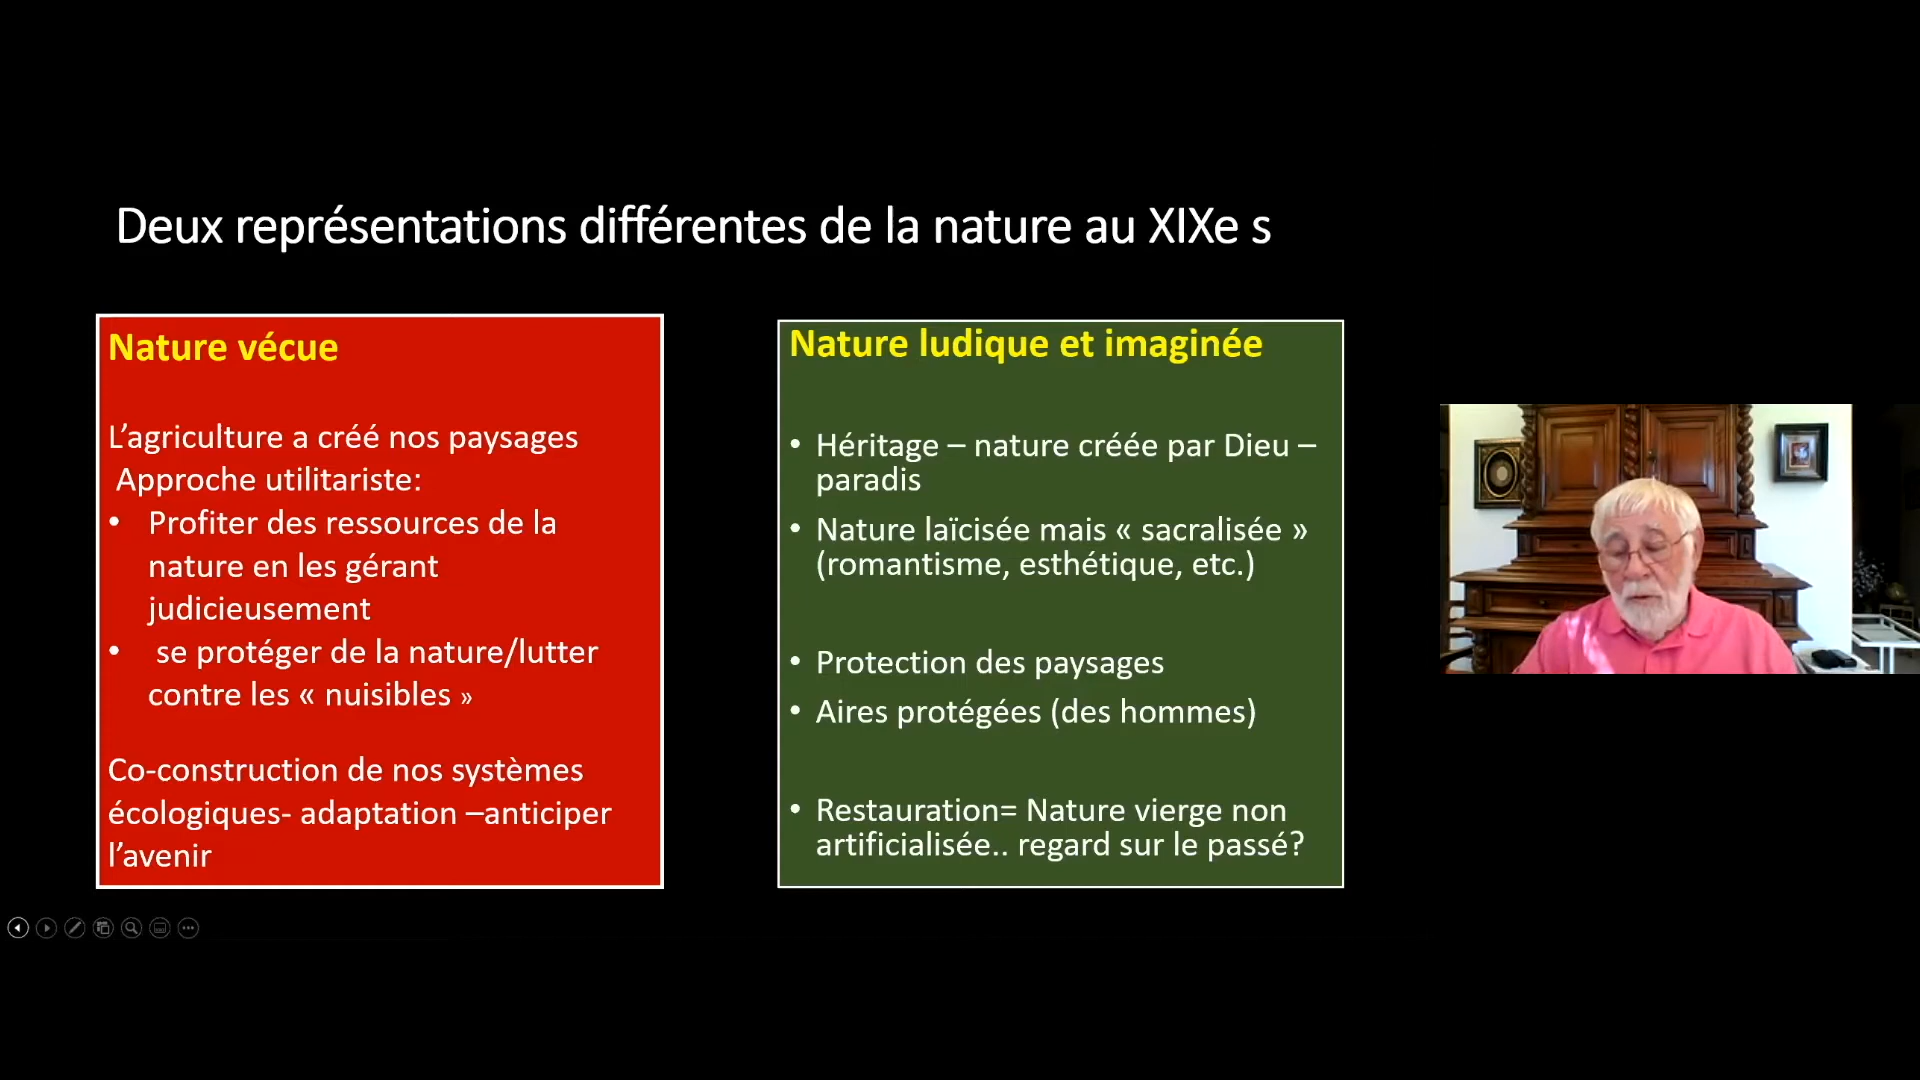 Deux représentations différentes de la nature au XIXe s
Nature vécue
L’agriculture a créé nos paysages
Approche utilitariste:
• Profiter des ressources de la
nature en les gérant
judicieusement
• se protéger de la nature/lutter
contre les « nuisibles »
Co-construction de nos systèmes
écologiques- adaptation –anticiper
l’avenir
Nature ludique et imaginée
• Héritage – nature créée par Dieu –
paradis
• Nature laïcisée mais « sacralisée »
(romantisme, esthétique, etc.)
• Protection des paysages
• Aires protégées (des hommes)
• Restauration= Nature vierge non
artificialisée.. regard sur le passé?